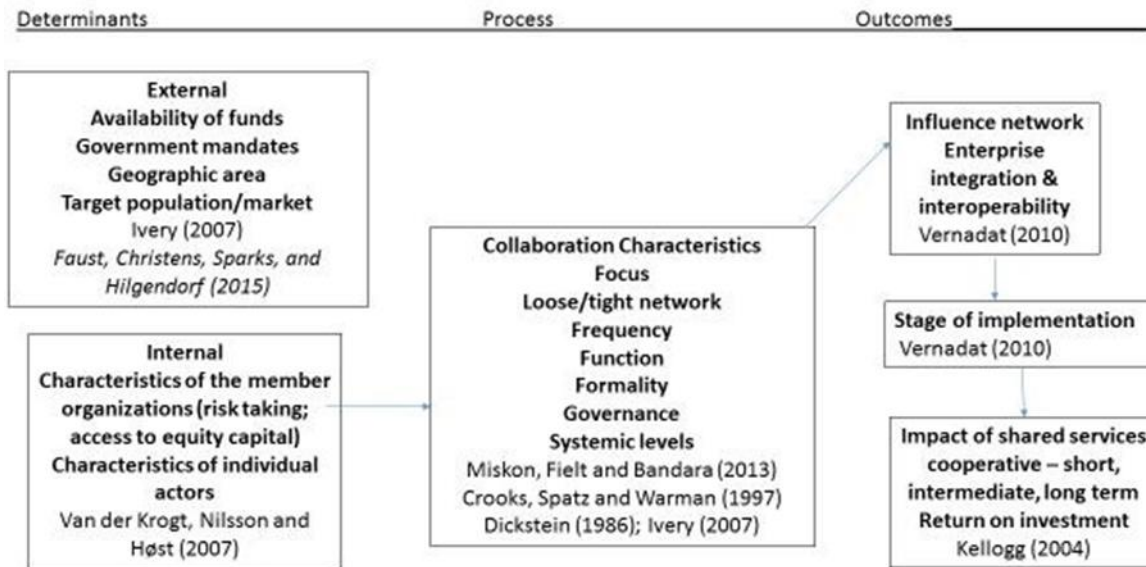 Determinants
Process
Outcomes
External
Availability of funds
Government mandates
Geographic area
Target population/market
Ivery (2007)
Faust, Christens, Sparks, and
Hilgendorf (2015)
Internal
Characteristics of the member
organizations (risk taking;
access to equity capital)
Characteristics of individual
actors
Van der Krogt, Nilsson and
Høst (2007)
Collaboration Characteristics
Focus
Loose/tight network
Frequency
Function
Formality
Governance
Systemic levels
Miskon, Fielt and Bandara (2013)
Crooks, Spatz and Warman (1997)
Dickstein (1986); Ivery (2007)
Influence network
Enterprise
integration &
interoperability
Vernadat (2010)
Stage of implementation
Vernadat (2010)
Impact of shared services
cooperative – short,
intermediate, long term
Return on investment
Kellogg (2004)